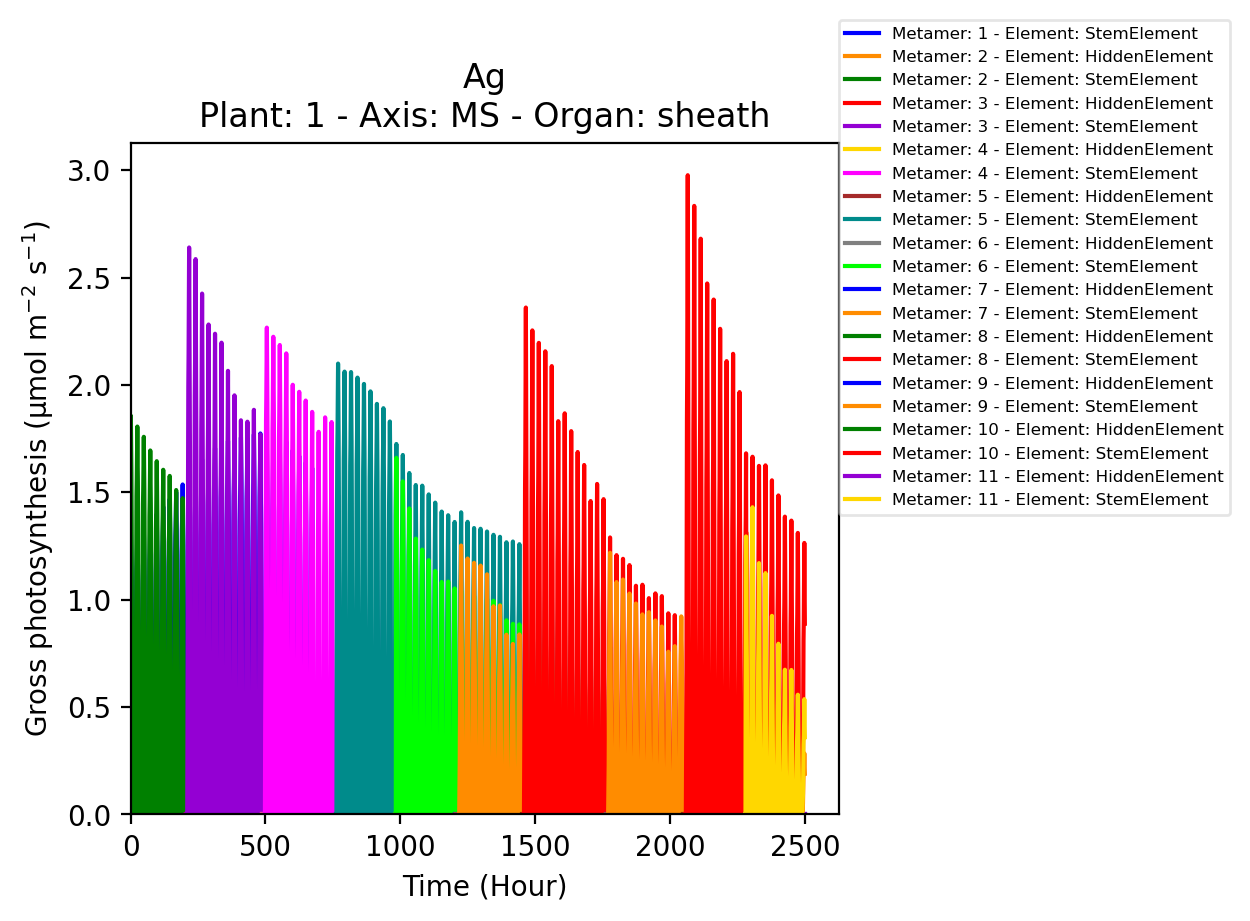 Ag
Plant: 1 - Axis: MS - Organ: sheath
Metamer: 1 - Element: StemElement
Metamer: 2 - Element: HiddenElement
Metamer: 2 - Element: StemElement
Metamer: 3 - Element: HiddenElement
Metamer: 3 - Element: StemElement
Metamer: 4 - Element: HiddenElement
Metamer: 4 - Element: StemElement
Metamer: 5 - Element: HiddenElement
Metamer: 5 - Element: StemElement
Metamer: 6 - Element: HiddenElement
Metamer: 6 - Element: StemElement
Metamer: 7 - Element: HiddenElement
Metamer: 7 - Element: StemElement
Metamer: 8 - Element: HiddenElement
Metamer: 8 - Element: StemElement
Metamer: 9 - Element: HiddenElement
Metamer: 9 - Element: StemElement
Metamer: 10 - Element: HiddenElement
Metamer: 10 - Element: StemElement
Metamer: 11 - Element: HiddenElement
Metamer: 11 - Element: StemElement
Gross photosynthesis (µmol m⁻² s⁻¹)
3.0
2.5
2.0
1.5
1.0
0.5
0.0
0 500 1000 1500 2000 2500
Time (Hour)